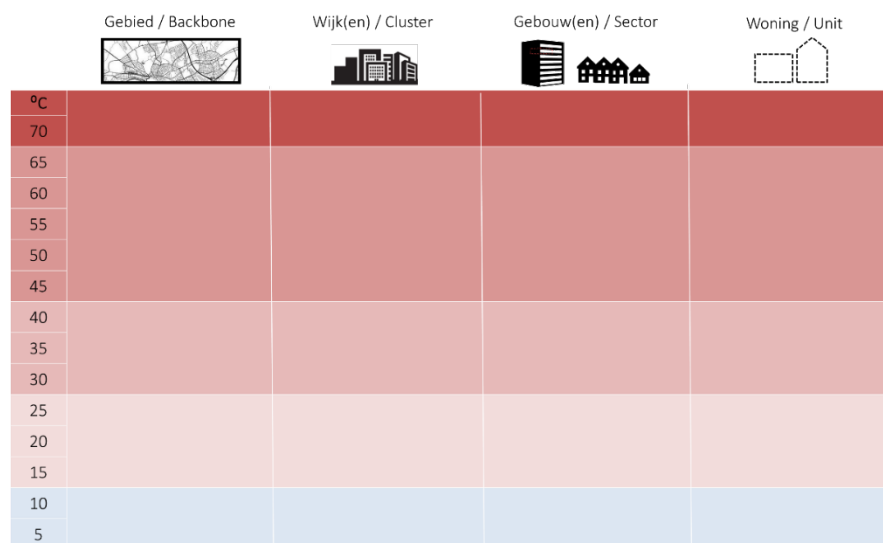 Gebied / Backbone
Wijk(en) / Cluster
Gebouw(en) / Sector
Woning / Unit
⁰C
70
65
60
55
50
45
40
35
30
25
20
15
10
5